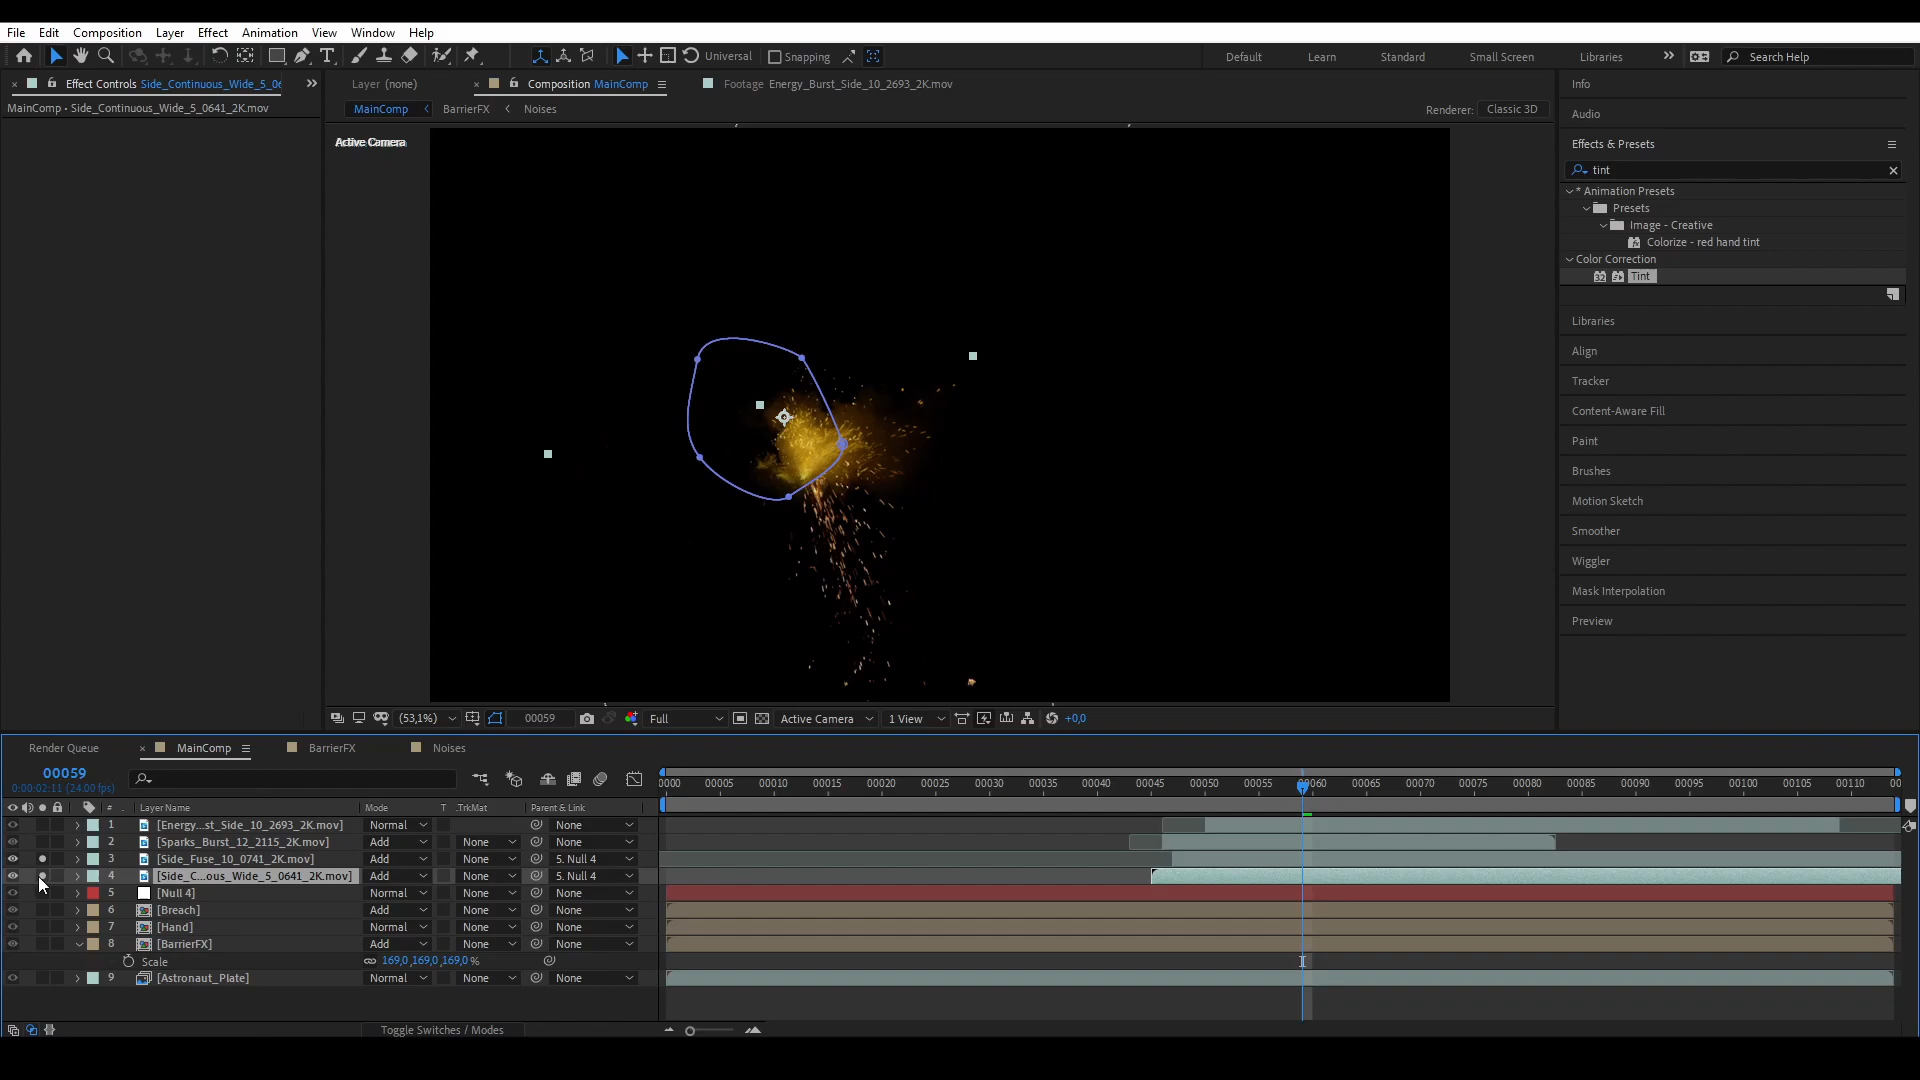 File Edit Composition Layer Effect Animation View Window Help
Universal Snapping Default Learn Standard Small Screen Libraries Search Help
Effect Controls Side_Continuous_Wide_5_06
Layer (none) Composition MainComp Footage Energy_Burst_Side_10_2693_2K.mov
MainComp • Side_Continuous_Wide_5_0641_2K.mov
MainComp BarrierFX Noises
Renderer: Classic 3D
Active Camera
Info
Audio
Effects & Presets
tint
* Animation Presets
Presets
Image - Creative
Colorize - red hand tint
Color Correction
32 Tint
Libraries
Align
Tracker
Content-Aware Fill
Paint
Brushes
Motion Sketch
Smoother
Wiggler
Mask Interpolation
Preview
(53,1%) 00059 Full Active Camera 1 View +0,0
Render Queue MainComp BarrierFX Noises
00059
0:00:02:11 (24.00 fps)
0000 00005 00010 00015 00020 00025 00030 00035 00040 00045 00050 00055 00060 00065 00070 00075 00080 00085 00090 00095 00100 00105 00110 00
# Layer Name Mode T .TrkMat Parent & Link
1 [Energy...st_Side_10_2693_2K.mov] Normal None
2 [Sparks_Burst_12_2115_2K.mov] Add None None
3 [Side_Fuse_10_0741_2K.mov] Add None 5. Null 4
4 [Side_C...ous_Wide_5_0641_2K.mov] Add None 5. Null 4
5 [Null 4] Normal None None
6 [Breach] Add None None
7 [Hand] Normal None None
8 [BarrierFX] Add None None
Scale 169,0,169,0,169,0 %
9 [Astronaut_Plate] Normal None None
Toggle Switches / Modes